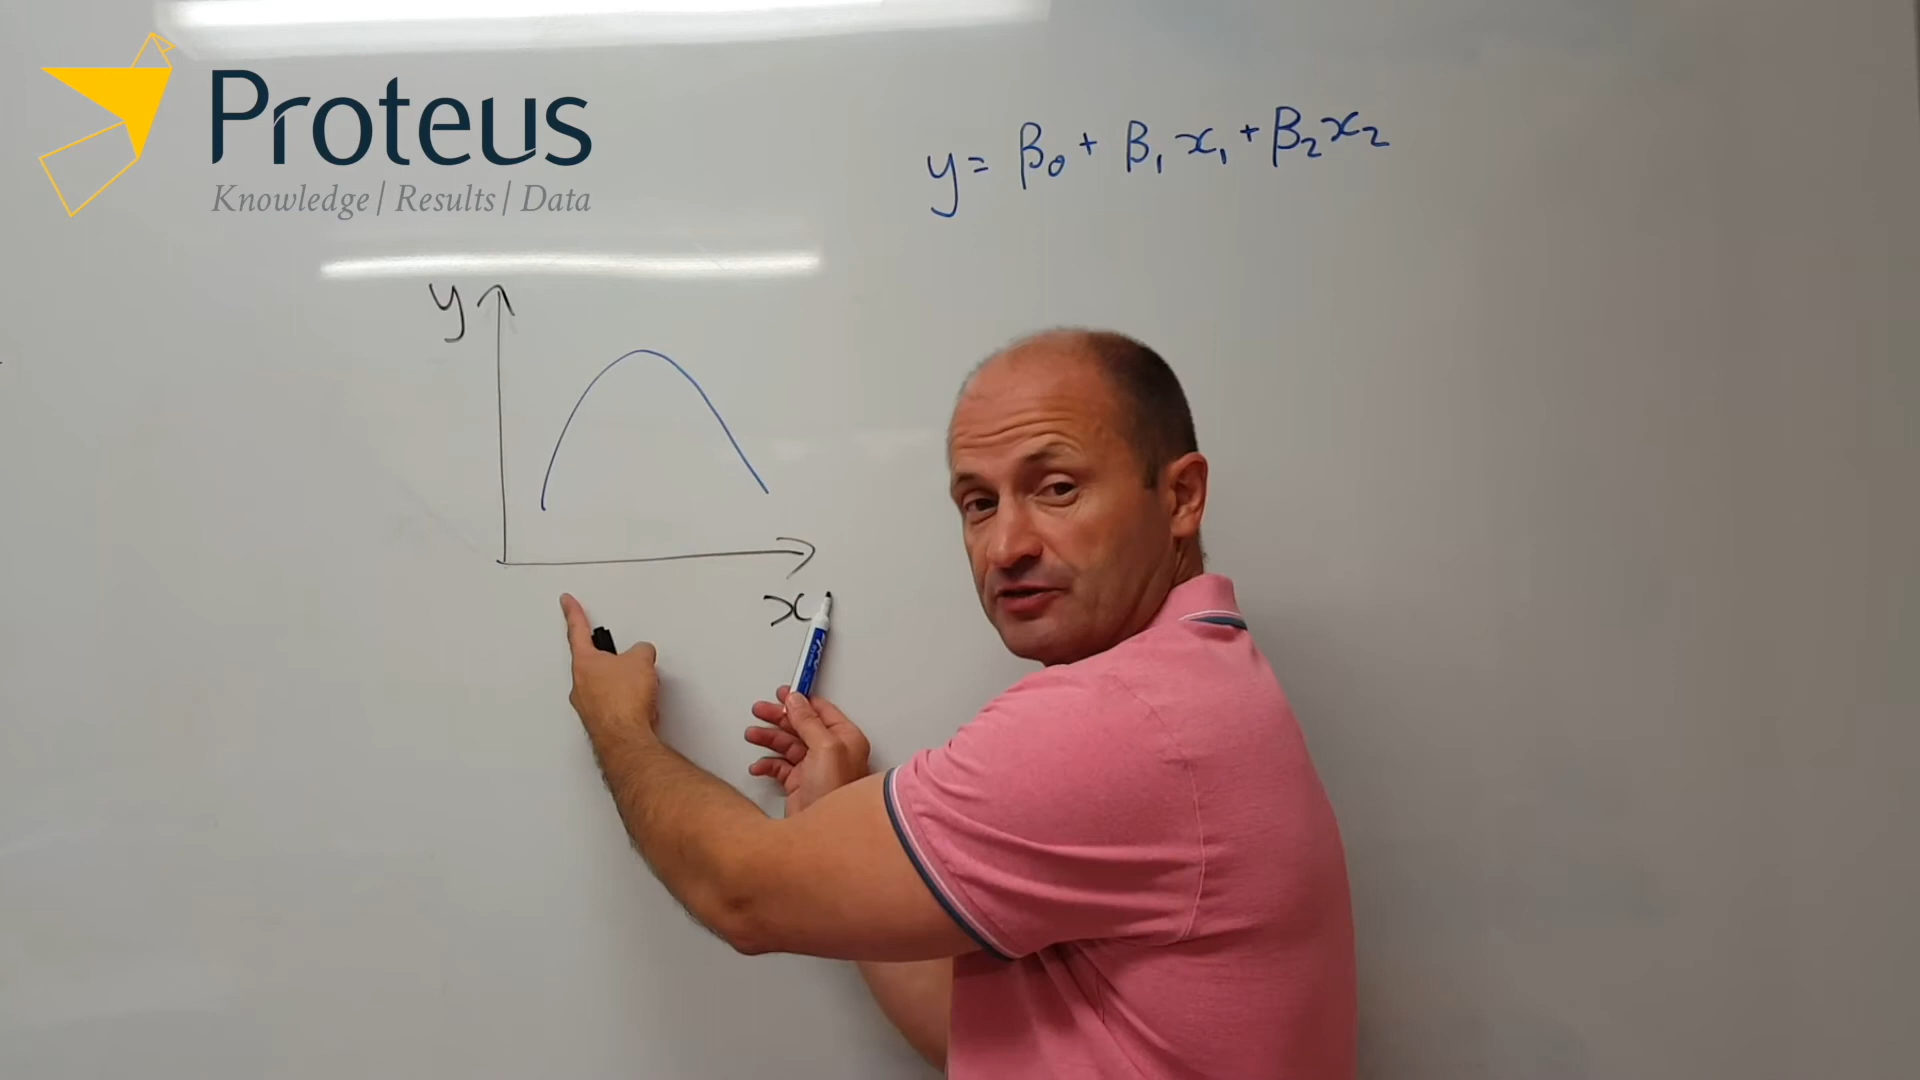 Proteus
Knowledge | Results | Data
y = β₀ + β₁x₁ + β₂x₂
y
x